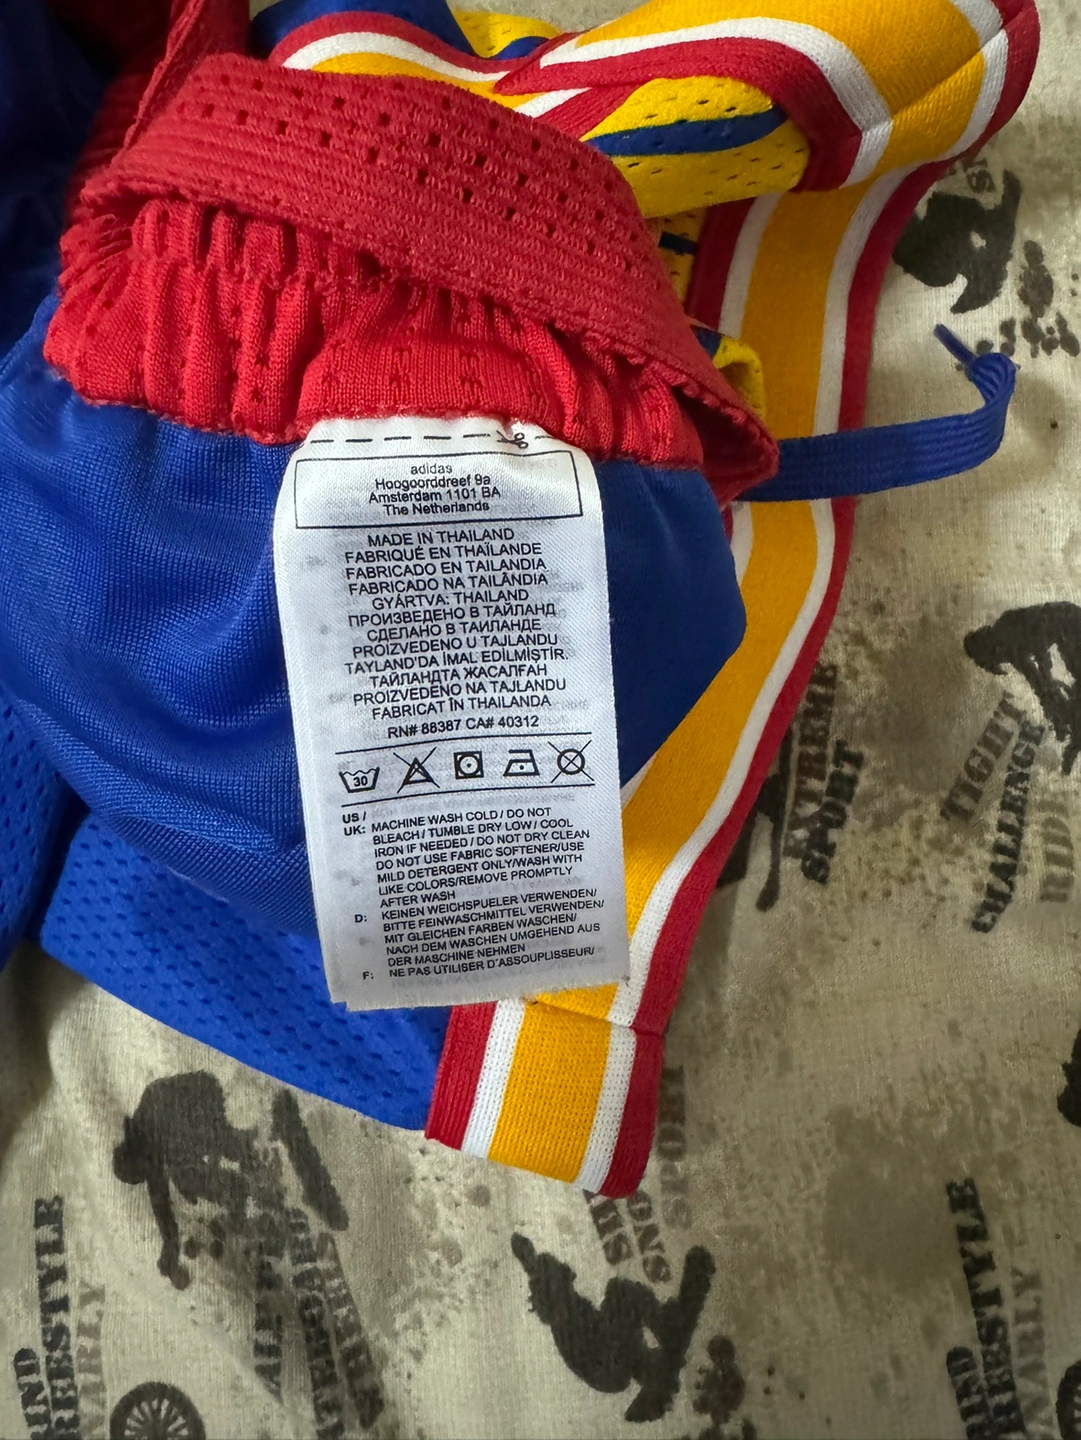 adidas
Hoogoorddreef 9a
Amsterdam 1101 BA
The Netherlands
MADE IN THAILAND
FABRIQUÉ EN THAÏLANDE
FABRICADO EN TAILANDIA
FABRICADO NA TAILÂNDIA
GYÁRTVA: THAILAND
ПРОИЗВЕДЕНО В ТАЙЛАНД
СДЕЛАНО В ТАИЛАНДЕ
PROIZVEDENO U TAJLANDU
TAYLAND'DA İMAL EDİLMİŞTİR.
ТАЙЛАНДТА ЖАСАЛҒАН
PROIZVEDENO NA TAJLANDU
FABRICAT ÎN THAILANDA
RN# 88387 CA# 40312
30
US /
UK: MACHINE WASH COLD / DO NOT
BLEACH / TUMBLE DRY LOW / COOL
IRON IF NEEDED / DO NOT DRY CLEAN
DO NOT USE FABRIC SOFTENER/USE
MILD DETERGENT ONLY/WASH WITH
LIKE COLORS/REMOVE PROMPTLY
AFTER WASH
D: KEINEN WEICHSPUELER VERWENDEN/
BITTE FEINWASCHMITTEL VERWENDEN/
MIT GLEICHEN FARBEN WASCHEN/
NACH DEM WASCHEN UMGEHEND AUS
DER MASCHINE NEHMEN
F: NE PAS UTILISER D'ASSOUPLISSEUR/
EXTREME
SPORT
TIGHT
CHALLENGE
RIDE
SPORT
FREESTYLE